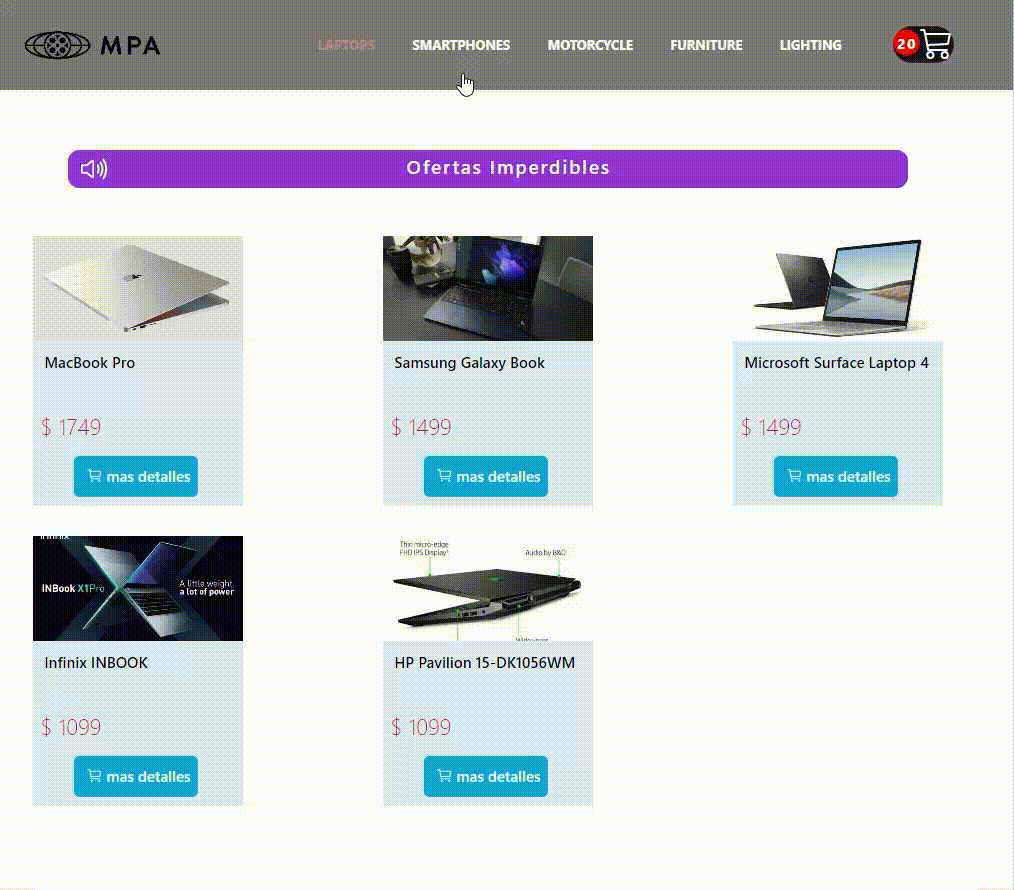 MPA
LAPTOPS SMARTPHONES MOTORCYCLE FURNITURE LIGHTING
20
Ofertas Imperdibles
MacBook Pro
$ 1749
mas detalles
Samsung Galaxy Book
$ 1499
mas detalles
Microsoft Surface Laptop 4
$ 1499
mas detalles
Infinix
INBook X1Pro
A little weight
a lot of power
Infinix INBOOK
$ 1099
mas detalles
Thin micro-edge
FHD IPS Display!
Audio by B&O
HP Pavilion 15-DK1056WM
$ 1099
mas detalles